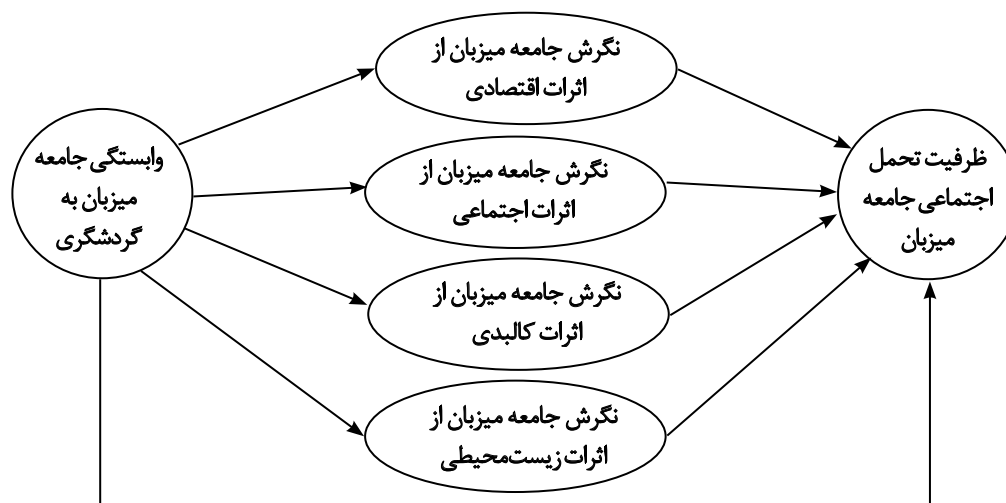 نگرش جامعه میزبان از
اثرات اقتصادی
وابستگی جامعه
میزبان به
گردشگری
نگرش جامعه میزبان از
اثرات اجتماعی
ظرفیت تحمل
اجتماعی جامعه
میزبان
نگرش جامعه میزبان از
اثرات کالبدی
نگرش جامعه میزبان از
اثرات زیست‌محیطی